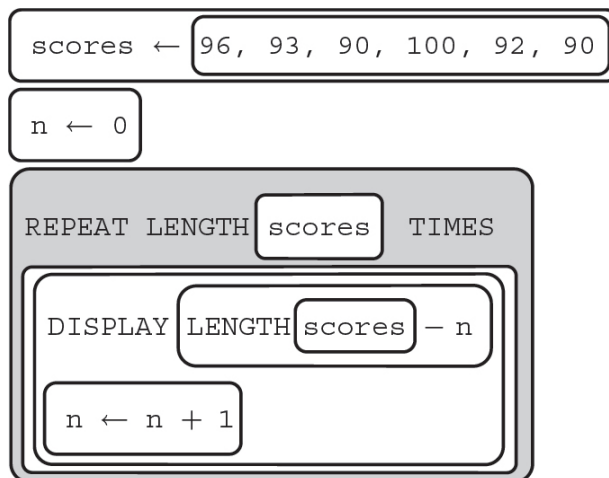 scores ← 96, 93, 90, 100, 92, 90
n ← 0
REPEAT LENGTH scores TIMES
DISPLAY LENGTH scores – n
n ← n + 1